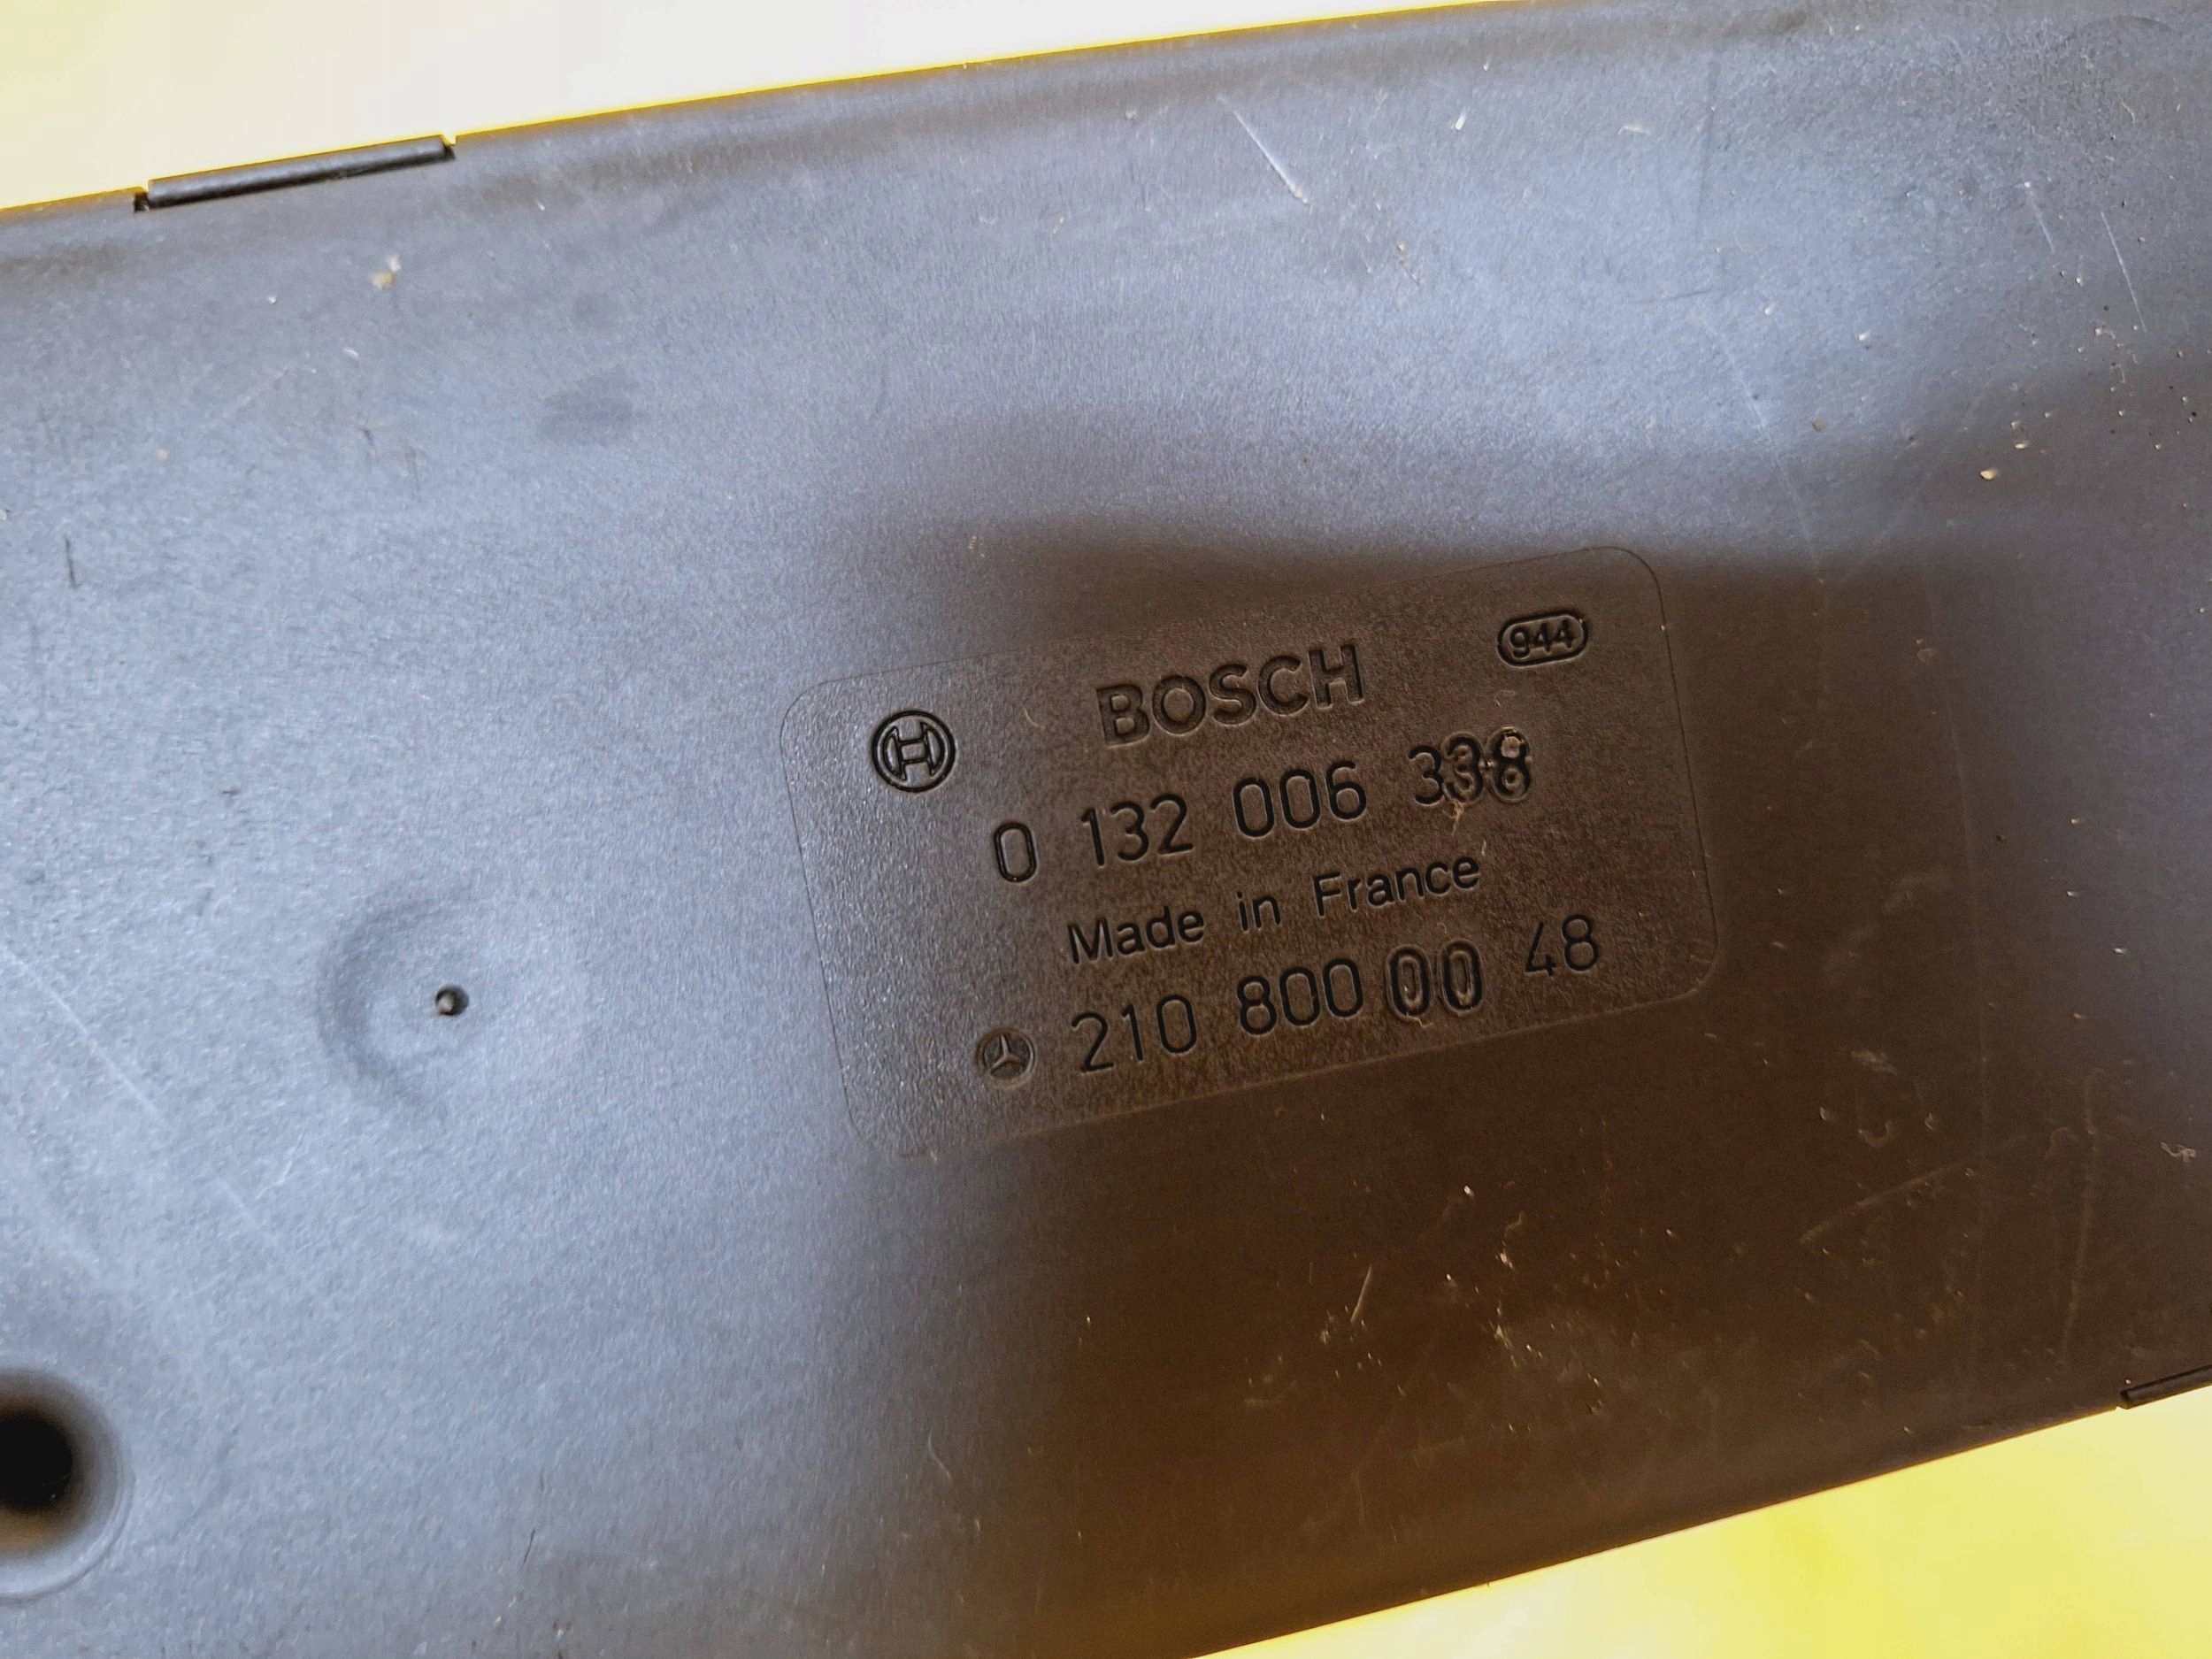 BOSCH 944
0 132 006 338
Made in France
210 800 00 48